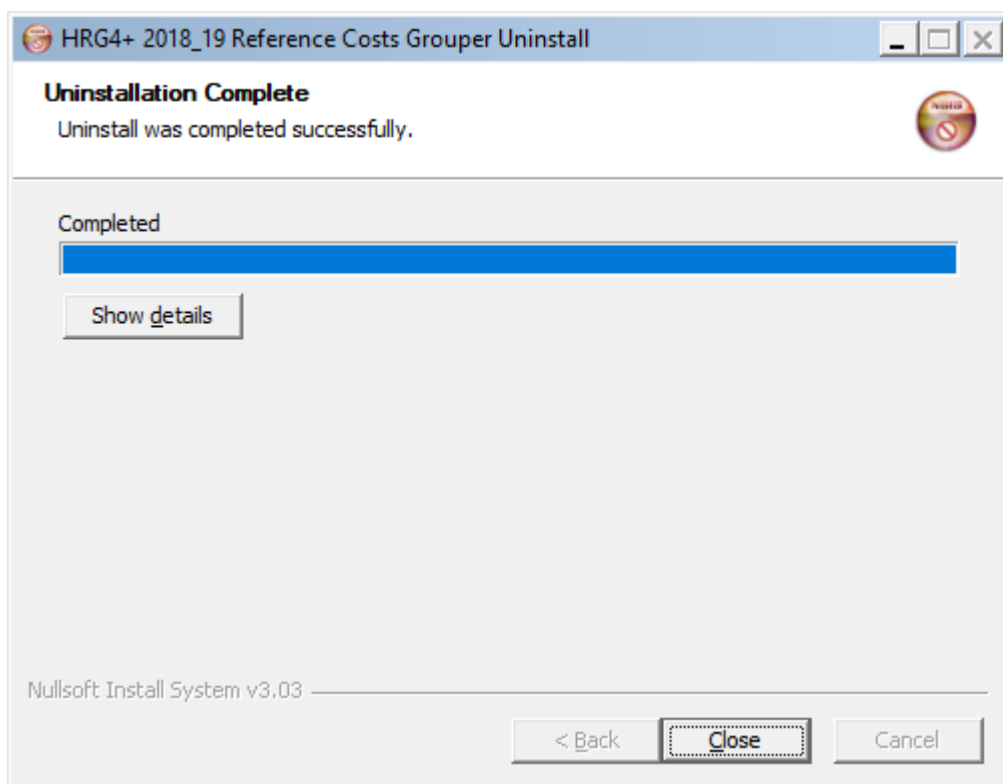 HRG4+ 2018_19 Reference Costs Grouper Uninstall
Uninstallation Complete
Uninstall was completed successfully.
Completed
Show details
Nullsoft Install System v3.03
< Back
Close
Cancel